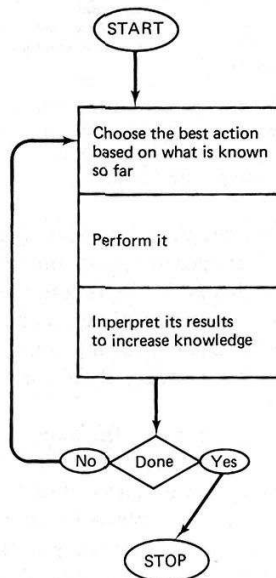 START
Choose the best action
based on what is known
so far
Perform it
Inperpret its results
to increase knowledge
No
Done
Yes
STOP